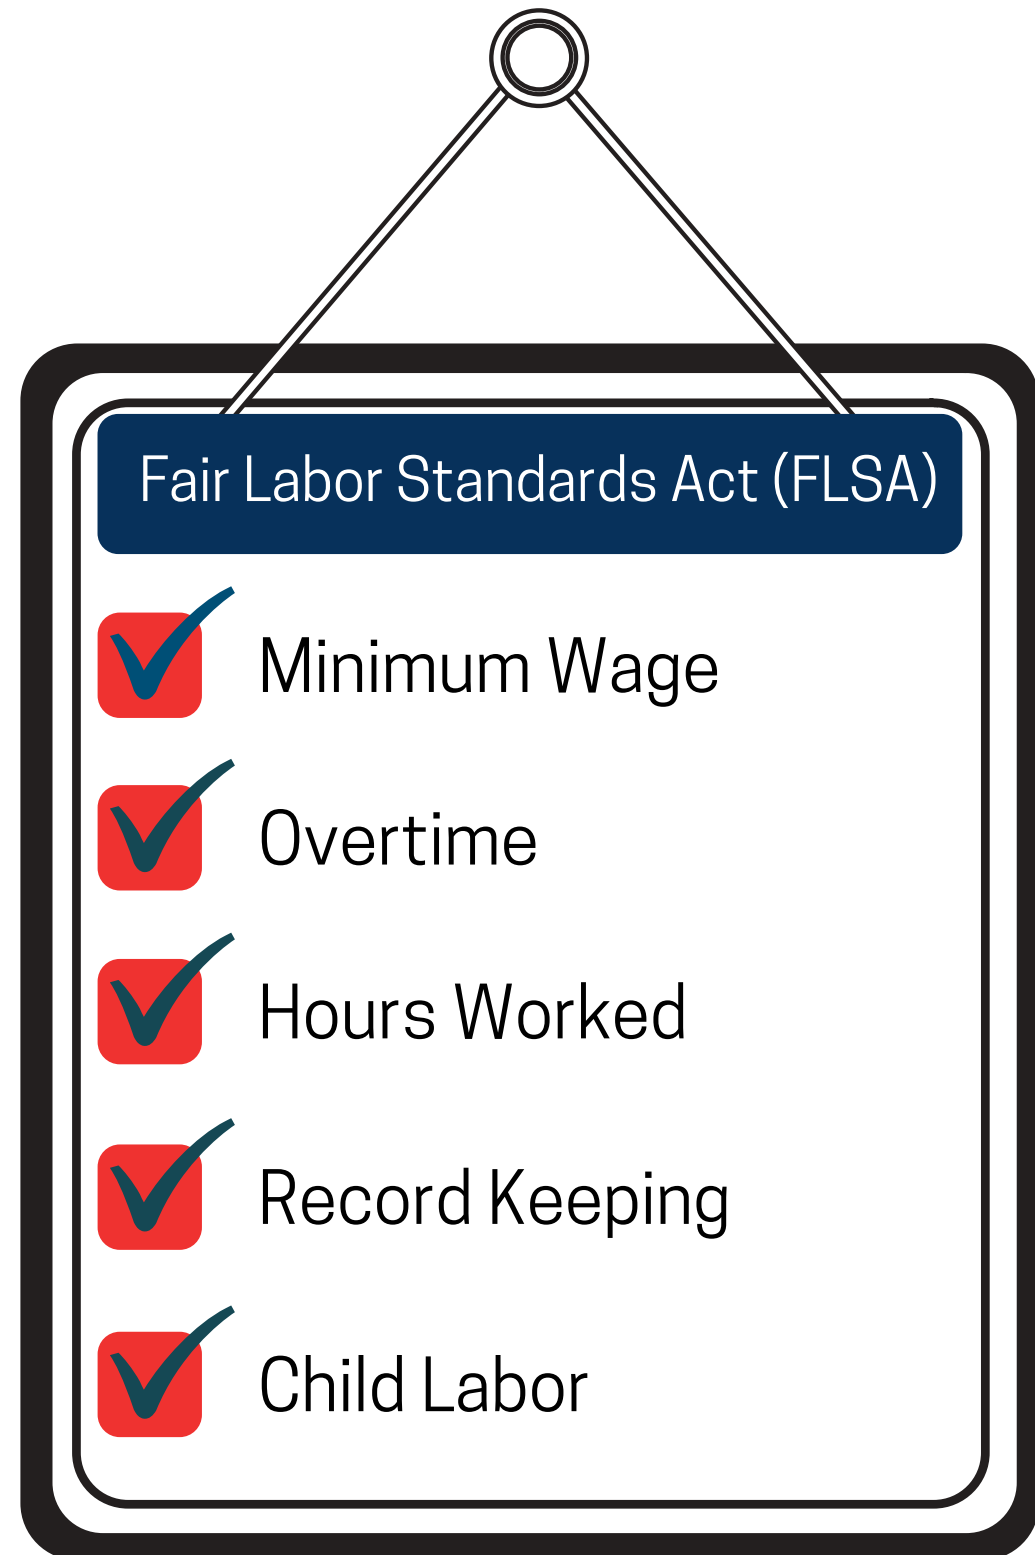 Fair Labor Standards Act (FLSA)
Minimum Wage
Overtime
Hours Worked
Record Keeping
Child Labor